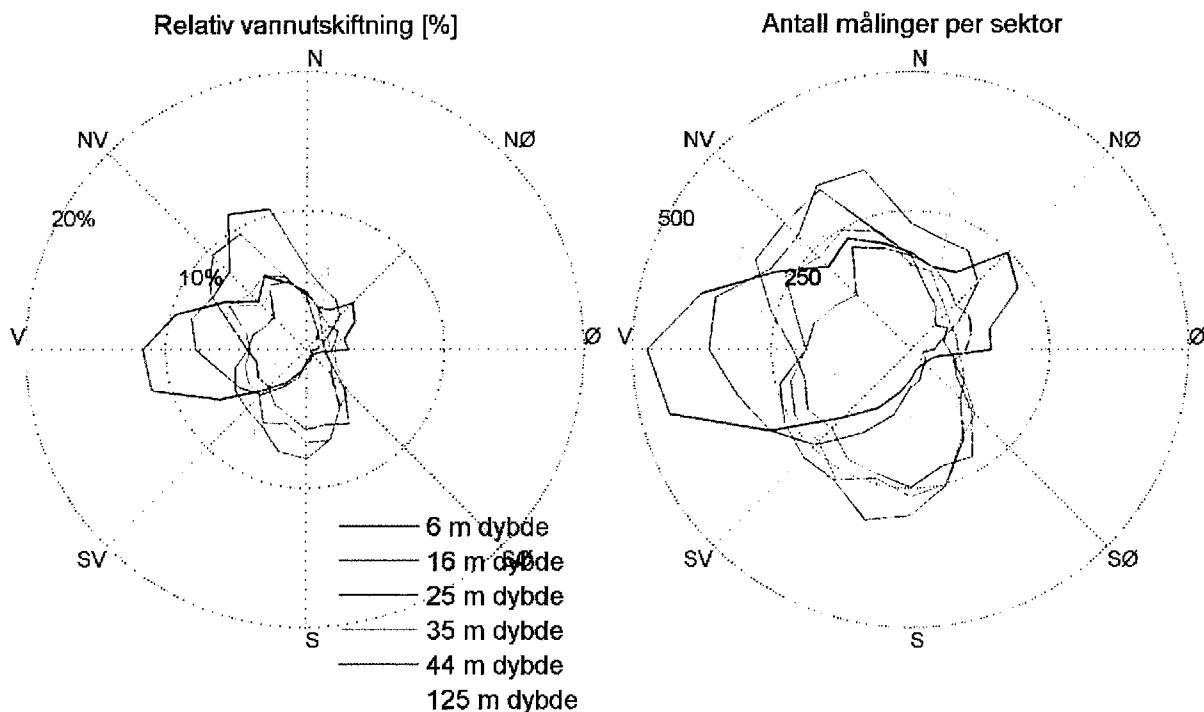 Relativ vannutskiftning [%]
N
NV
NØ
20%
10%
V
Ø
SV
SØ
S
6 m dybde
16 m dybde
25 m dybde
35 m dybde
44 m dybde
125 m dybde
Antall målinger per sektor
N
NV
NØ
500
250
V
Ø
SV
SØ
S